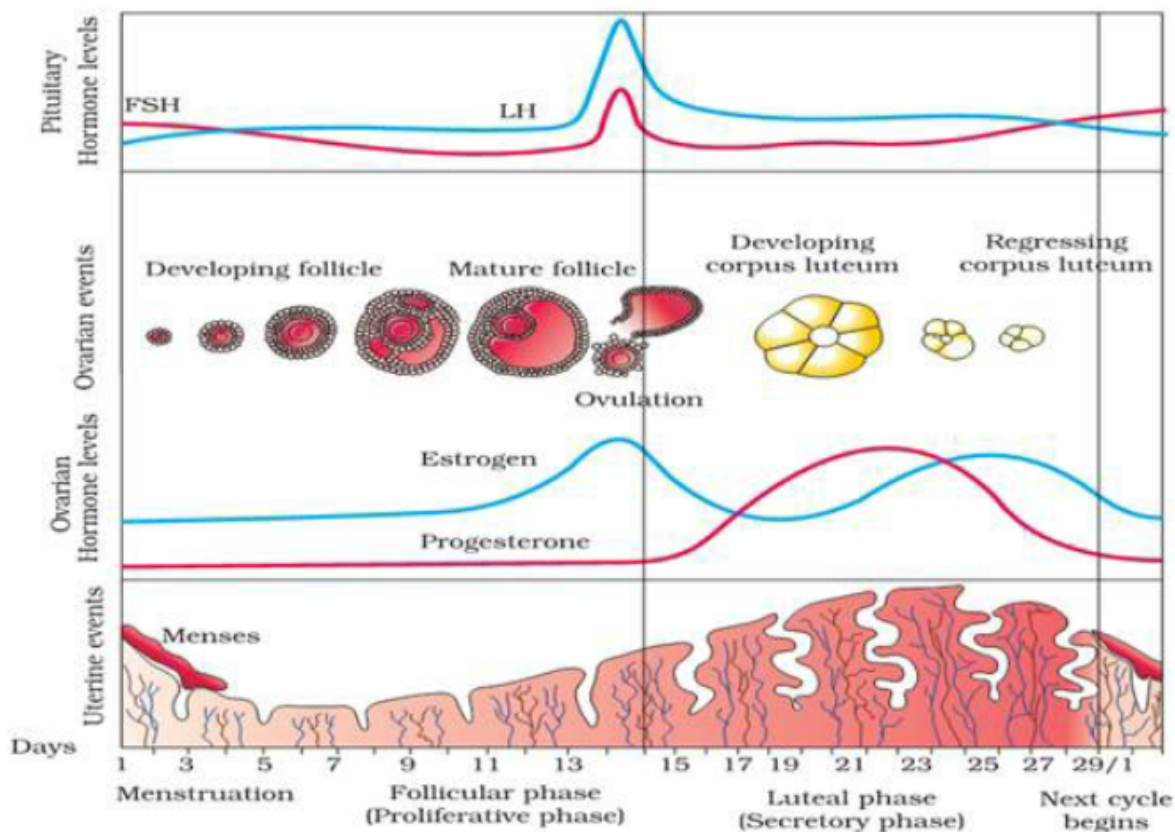 Pituitary
Hormone levels
FSH
LH
Ovarian events
Developing follicle
Mature follicle
Developing
corpus luteum
Regressing
corpus luteum
Ovulation
Ovarian
Hormone levels
Estrogen
Progesterone
Uterine events
Menses
Days
1 3 5 7 9 11 13 15 17 19 21 23 25 27 29/1
Menstruation
Follicular phase
(Proliferative phase)
Luteal phase
(Secretory phase)
Next cycle
begins